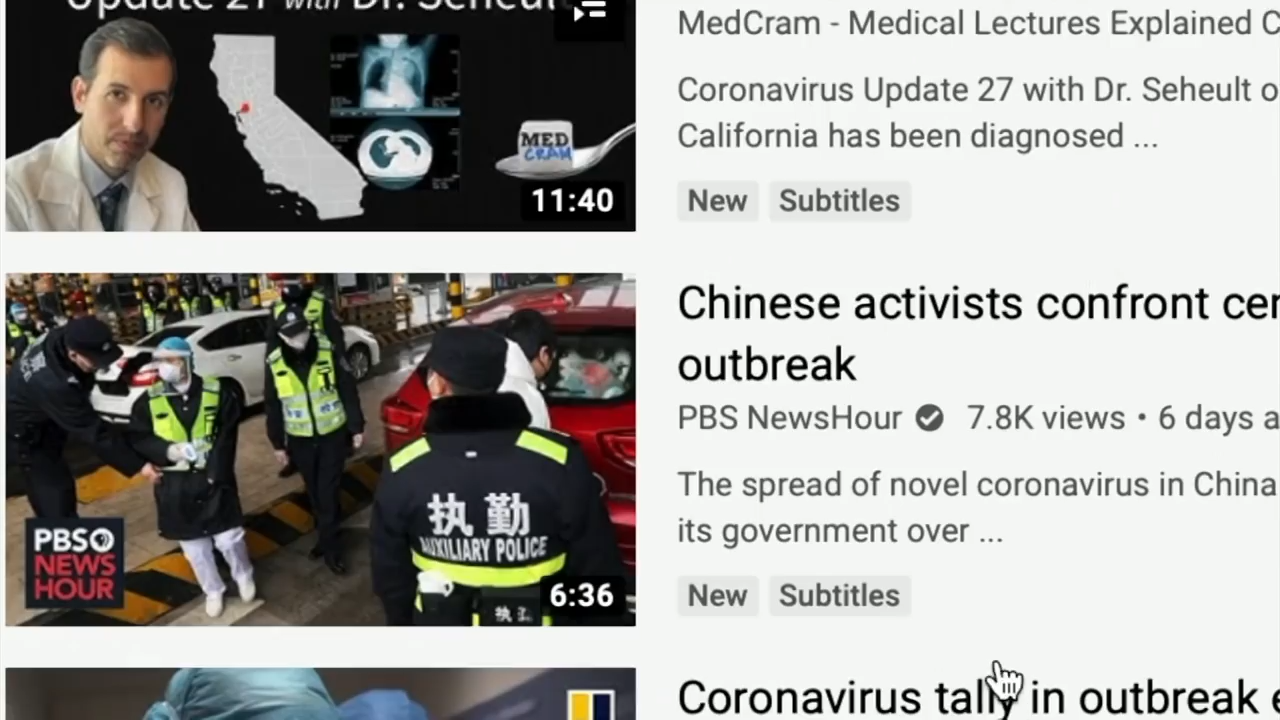 Update 27 with Dr. Seheult
MedCram - Medical Lectures Explained C
Coronavirus Update 27 with Dr. Seheult o
California has been diagnosed ...
MED
CRAM
11:40
New Subtitles
Chinese activists confront cer
outbreak
PBS NewsHour 7.8K views • 6 days a
The spread of novel coronavirus in China
its government over ...
执勤
AUXILIARY POLICE
PBS
NEWS
HOUR
6:36
New Subtitles
Coronavirus tally in outbreak e